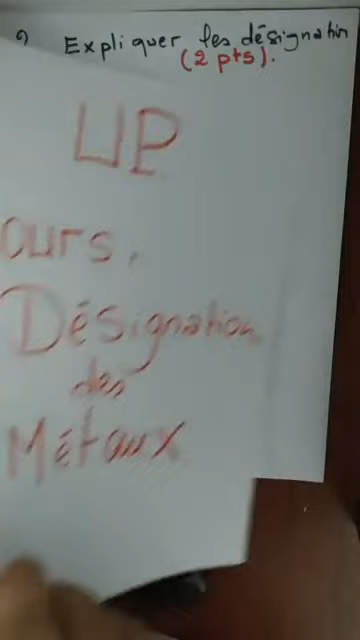 Expliquer les désignation
(2 pts).
UP
ours,
Désignation
des
Métaux